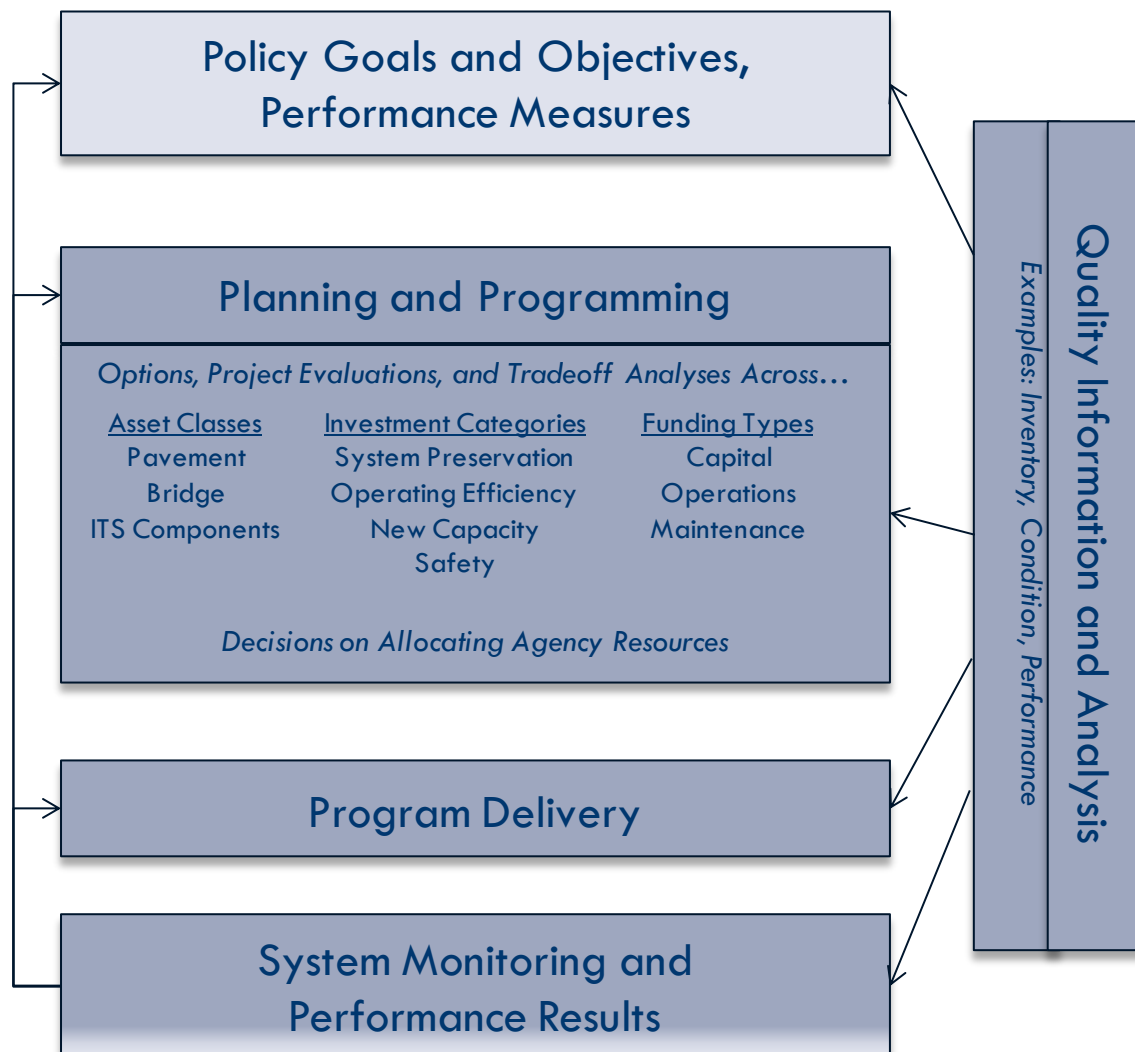 Policy Goals and Objectives,
Performance Measures
Planning and Programming
Options, Project Evaluations, and Tradeoff Analyses Across…
Asset Classes
Pavement
Bridge
ITS Components
Investment Categories
System Preservation
Operating Efficiency
New Capacity
Safety
Funding Types
Capital
Operations
Maintenance
Decisions on Allocating Agency Resources
Program Delivery
System Monitoring and
Performance Results
Quality Information and Analysis
Examples: Inventory, Condition, Performance